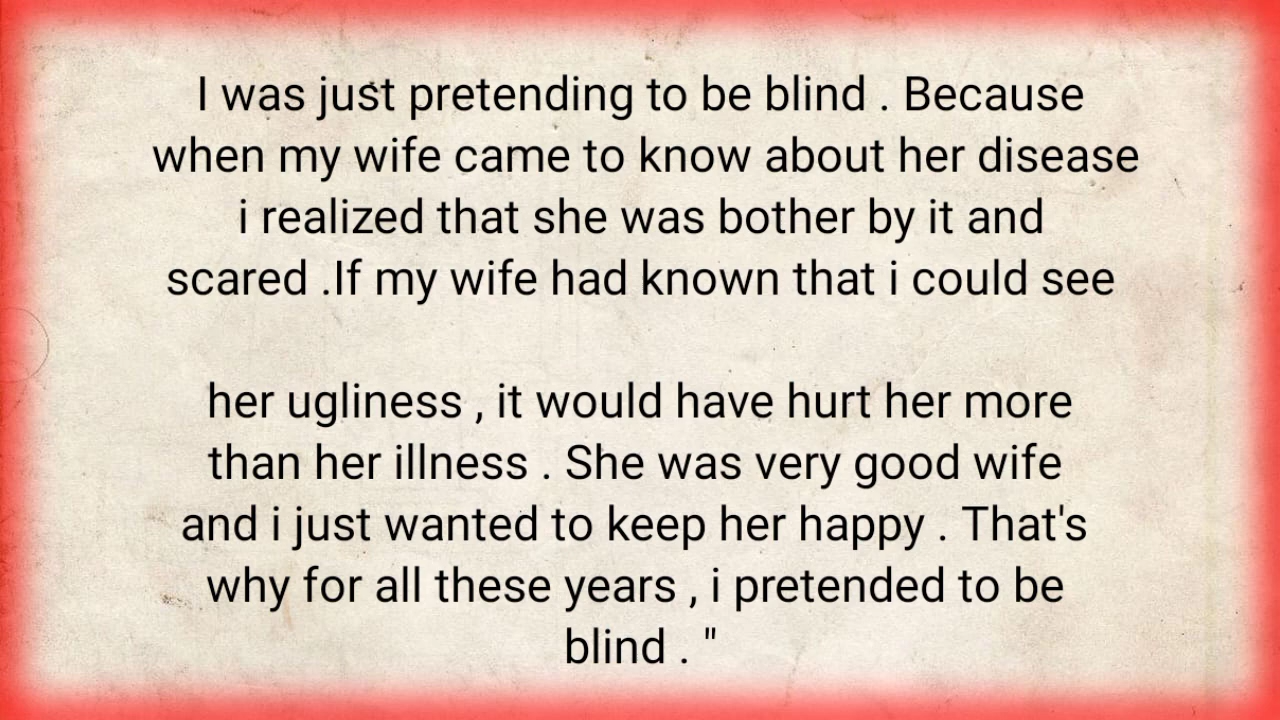 I was just pretending to be blind . Because
when my wife came to know about her disease
i realized that she was bother by it and
scared .If my wife had known that i could see
her ugliness , it would have hurt her more
than her illness . She was very good wife
and i just wanted to keep her happy . That's
why for all these years , i pretended to be
blind . "